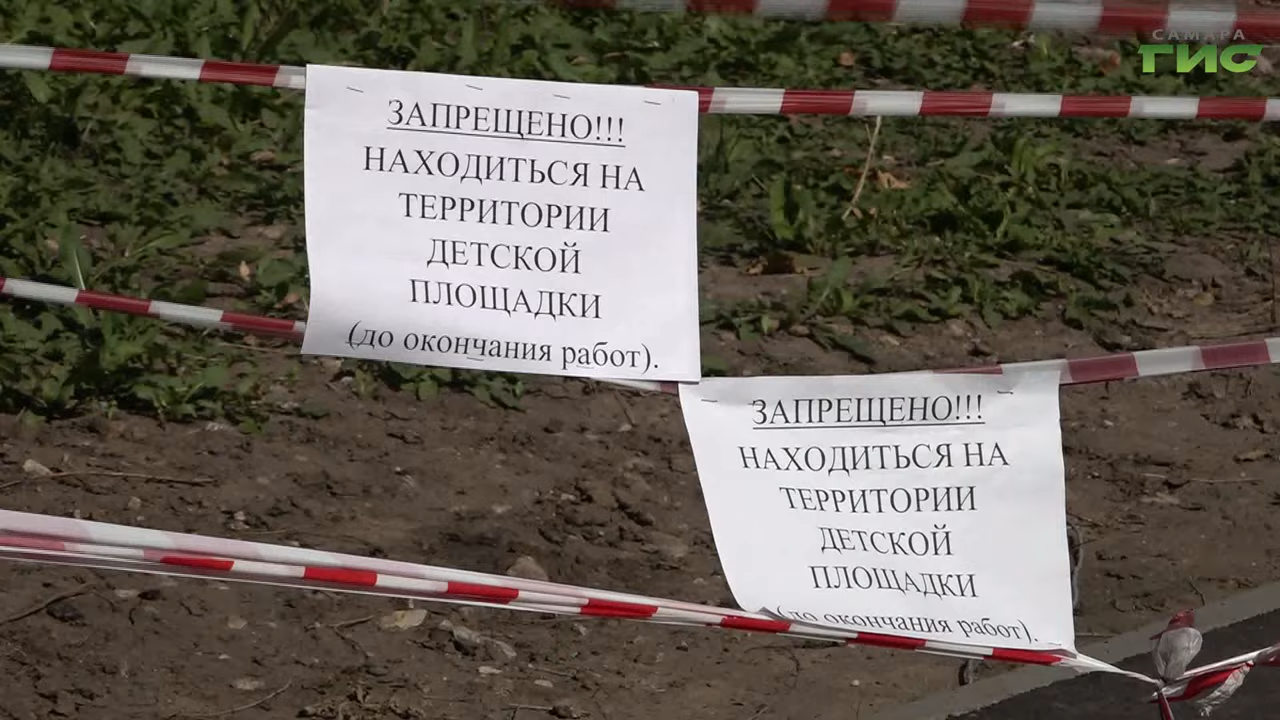 САМАРА
ГИС
ЗАПРЕЩЕНО!!!
НАХОДИТЬСЯ НА
ТЕРРИТОРИИ
ДЕТСКОЙ
ПЛОЩАДКИ
(до окончания работ).
ЗАПРЕЩЕНО!!!
НАХОДИТЬСЯ НА
ТЕРРИТОРИИ
ДЕТСКОЙ
ПЛОЩАДКИ
(до окончания работ).